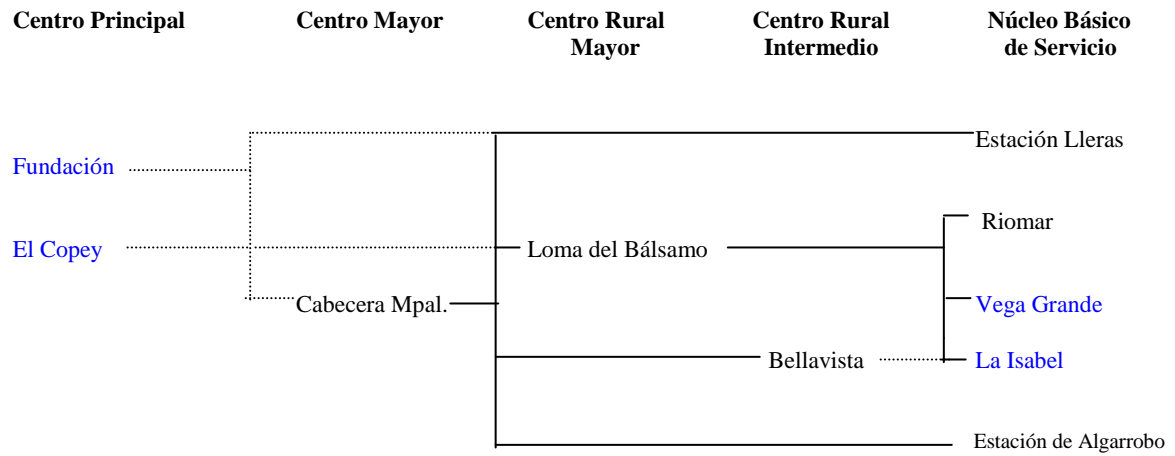 Centro Principal
Centro Mayor
Centro Rural
Mayor
Centro Rural
Intermedio
Núcleo Básico
de Servicio
Estación Lleras
Fundación
Riomar
El Copey
Loma del Bálsamo
Cabecera Mpal.
Vega Grande
Bellavista
La Isabel
Estación de Algarrobo